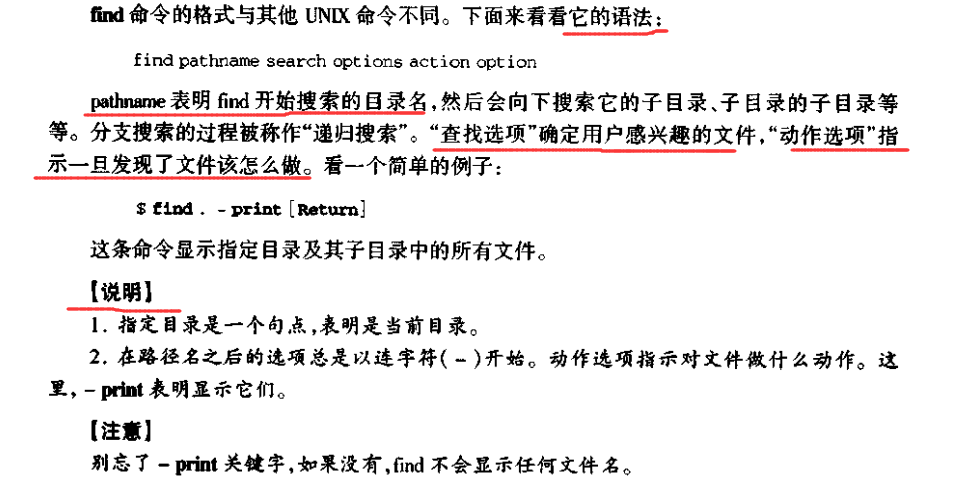 find 命令的格式与其他 UNIX 命令不同。下面来看看它的语法:
find pathname search options action option
pathname 表明 find 开始搜索的目录名,然后会向下搜索它的子目录、子目录的子目录等
等。分支搜索的过程被称作“递归搜索”。“查找选项”确定用户感兴趣的文件,“动作选项”指
示一旦发现了文件该怎么做。看一个简单的例子:
$ find . - print [Return]
这条命令显示指定目录及其子目录中的所有文件。
【说明】
1. 指定目录是一个句点,表明是当前目录。
2. 在路径名之后的选项总是以连字符( - )开始。动作选项指示对文件做什么动作。这
里, - print 表明显示它们。
【注意】
别忘了 - print 关键字,如果没有,find 不会显示任何文件名。